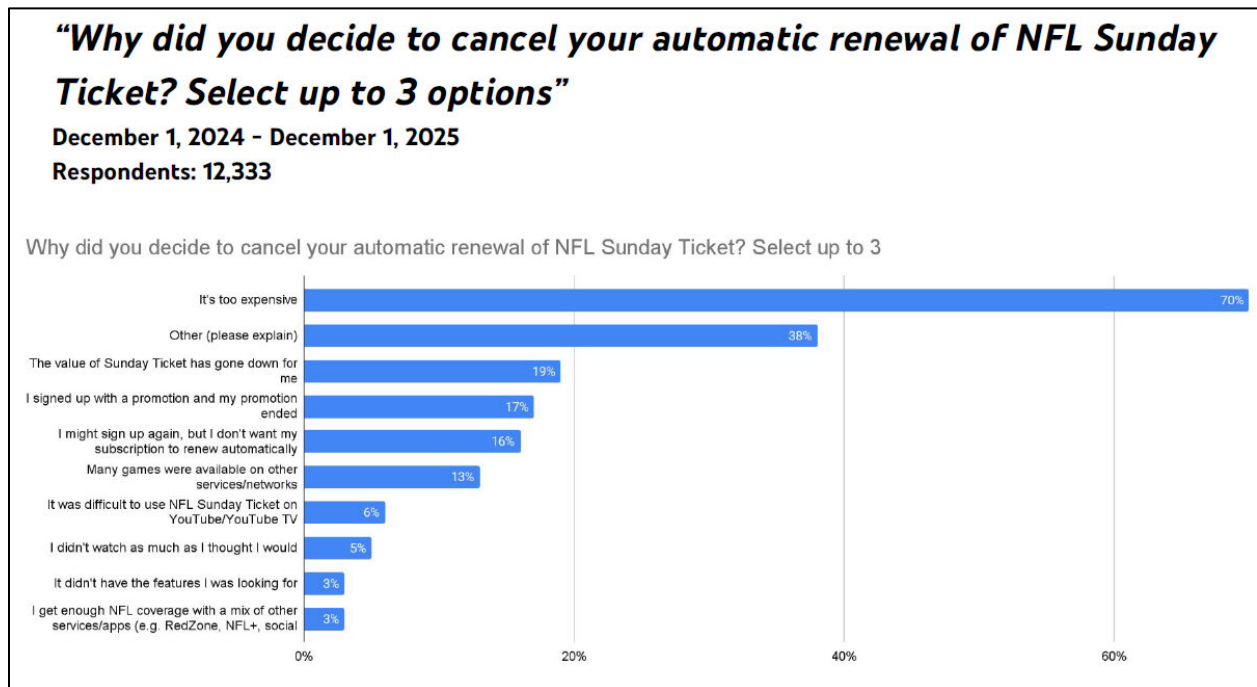 “Why did you decide to cancel your automatic renewal of NFL Sunday
Ticket? Select up to 3 options”
December 1, 2024 – December 1, 2025
Respondents: 12,333
Why did you decide to cancel your automatic renewal of NFL Sunday Ticket? Select up to 3
It's too expensive
70%
Other (please explain)
38%
The value of Sunday Ticket has gone down for
me
19%
I signed up with a promotion and my promotion
ended
17%
I might sign up again, but I don't want my
subscription to renew automatically
16%
Many games were available on other
services/networks
13%
It was difficult to use NFL Sunday Ticket on
YouTube/YouTube TV
6%
I didn't watch as much as I thought I would
5%
It didn't have the features I was looking for
3%
I get enough NFL coverage with a mix of other
services/apps (e.g. RedZone, NFL+, social
3%
0%
20%
40%
60%